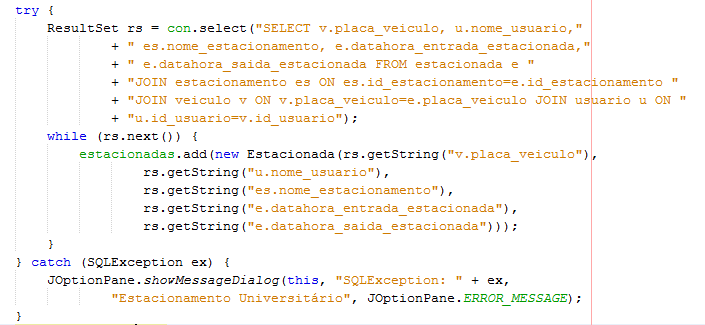 try {
ResultSet rs = con.select("SELECT v.placa_veiculo, u.nome_usuario,"
+ " es.nome_estacionamento, e.datahora_entrada_estacionada,"
+ " e.datahora_saida_estacionada FROM estacionada e "
+ "JOIN estacionamento es ON es.id_estacionamento=e.id_estacionamento "
+ "JOIN veiculo v ON v.placa_veiculo=e.placa_veiculo JOIN usuario u ON "
+ "u.id_usuario=v.id_usuario");
while (rs.next()) {
estacionadas.add(new Estacionada(rs.getString("v.placa_veiculo"),
rs.getString("u.nome_usuario"),
rs.getString("es.nome_estacionamento"),
rs.getString("e.datahora_entrada_estacionada"),
rs.getString("e.datahora_saida_estacionada")));
}
} catch (SQLException ex) {
JOptionPane.showMessageDialog(this, "SQLException: " + ex,
"Estacionamento Universitário", JOptionPane.ERROR_MESSAGE);
}